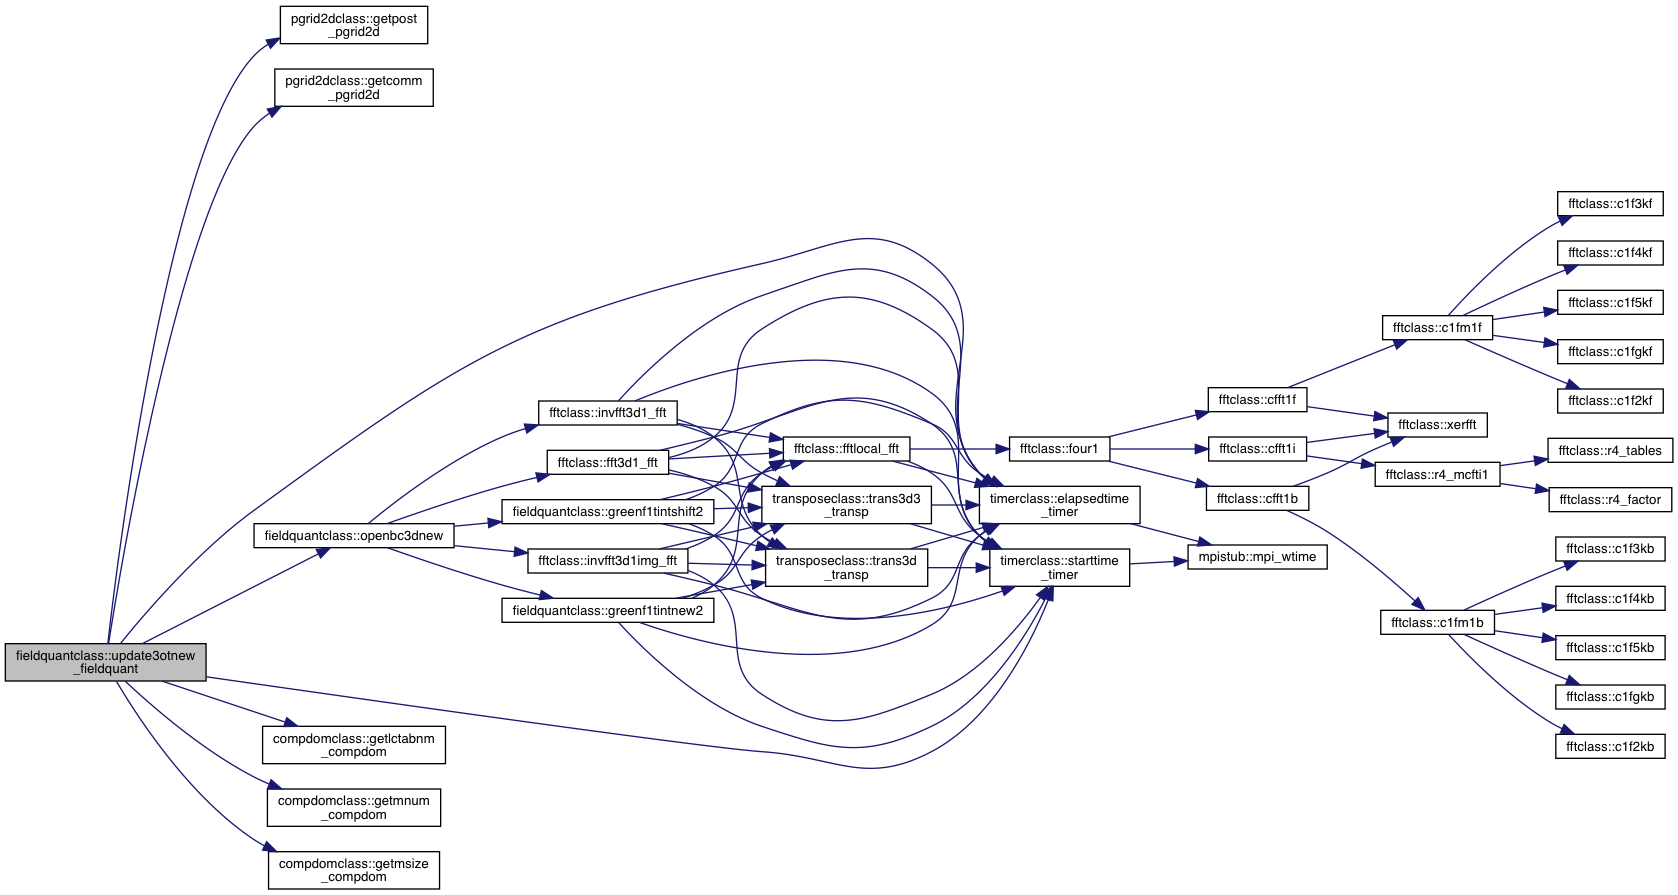 pgrid2dclass::getpost
_pgrid2d
pgrid2dclass::getcomm
_pgrid2d
fieldquantclass::update3otnew
_fieldquant
fieldquantclass::openbc3dnew
compdomclass::getlctabnm
_compdom
compdomclass::getmnum
_compdom
compdomclass::getmsize
_compdom
fftclass::invfft3d1_fft
fftclass::fft3d1_fft
fieldquantclass::greenf1tintshift2
fftclass::invfft3d1img_fft
fieldquantclass::greenf1tintnew2
fftclass::fftlocal_fft
transposeclass::trans3d3
_transp
transposeclass::trans3d
_transp
timerclass::elapsedtime
_timer
timerclass::starttime
_timer
fftclass::four1
mpistub::mpi_wtime
fftclass::cfft1f
fftclass::cfft1i
fftclass::cfft1b
fftclass::c1fm1f
fftclass::xerfft
fftclass::r4_mcfti1
fftclass::c1fm1b
fftclass::c1f3kf
fftclass::c1f4kf
fftclass::c1f5kf
fftclass::c1fgkf
fftclass::c1f2kf
fftclass::r4_tables
fftclass::r4_factor
fftclass::c1f3kb
fftclass::c1f4kb
fftclass::c1f5kb
fftclass::c1fgkb
fftclass::c1f2kb